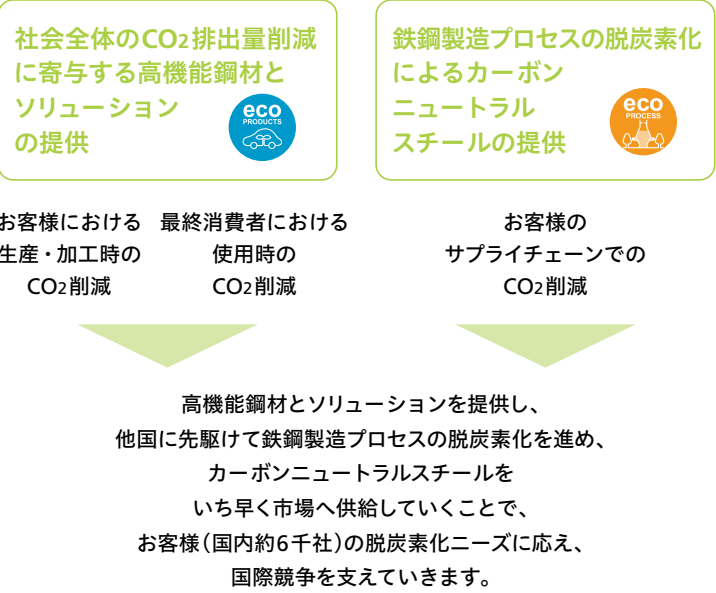 社会全体のCO2排出量削減
に寄与する高機能鋼材と
ソリューション
の提供
eco
PRODUCTS
鉄鋼製造プロセスの脱炭素化
によるカーボン
ニュートラル
スチールの提供
eco
PROCESS
お客様における
生産・加工時の
CO2削減
最終消費者における
使用時の
CO2削減
お客様の
サプライチェーンでの
CO2削減
高機能鋼材とソリューションを提供し、
他国に先駆けて鉄鋼製造プロセスの脱炭素化を進め、
カーボンニュートラルスチールを
いち早く市場へ供給していくことで、
お客様(国内約6千社)の脱炭素化ニーズに応え、
国際競争を支えていきます。